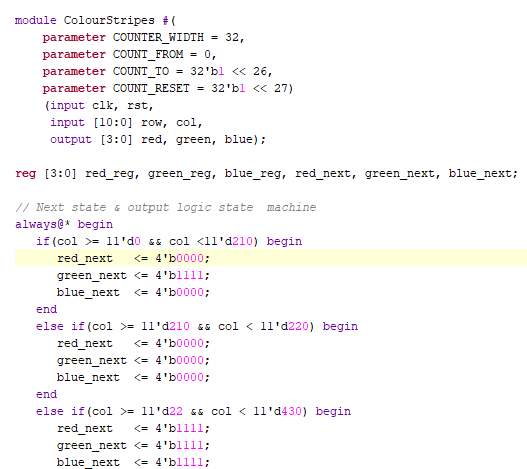 module ColourStripes #(
parameter COUNTER_WIDTH = 32,
parameter COUNT_FROM = 0,
parameter COUNT_TO = 32'b1 << 26,
parameter COUNT_RESET = 32'b1 << 27)
(input clk, rst,
input [10:0] row, col,
output [3:0] red, green, blue);
reg [3:0] red_reg, green_reg, blue_reg, red_next, green_next, blue_next;
// Next state & output logic state machine
always@* begin
if(col >= 11'd0 && col <11'd210) begin
red_next <= 4'b0000;
green_next <= 4'b1111;
blue_next <= 4'b0000;
end
else if(col >= 11'd210 && col < 11'd220) begin
red_next <= 4'b0000;
green_next <= 4'b0000;
blue_next <= 4'b0000;
end
else if(col >= 11'd22 && col < 11'd430) begin
red_next <= 4'b1111;
green_next <= 4'b1111;
blue_next <= 4'b1111;